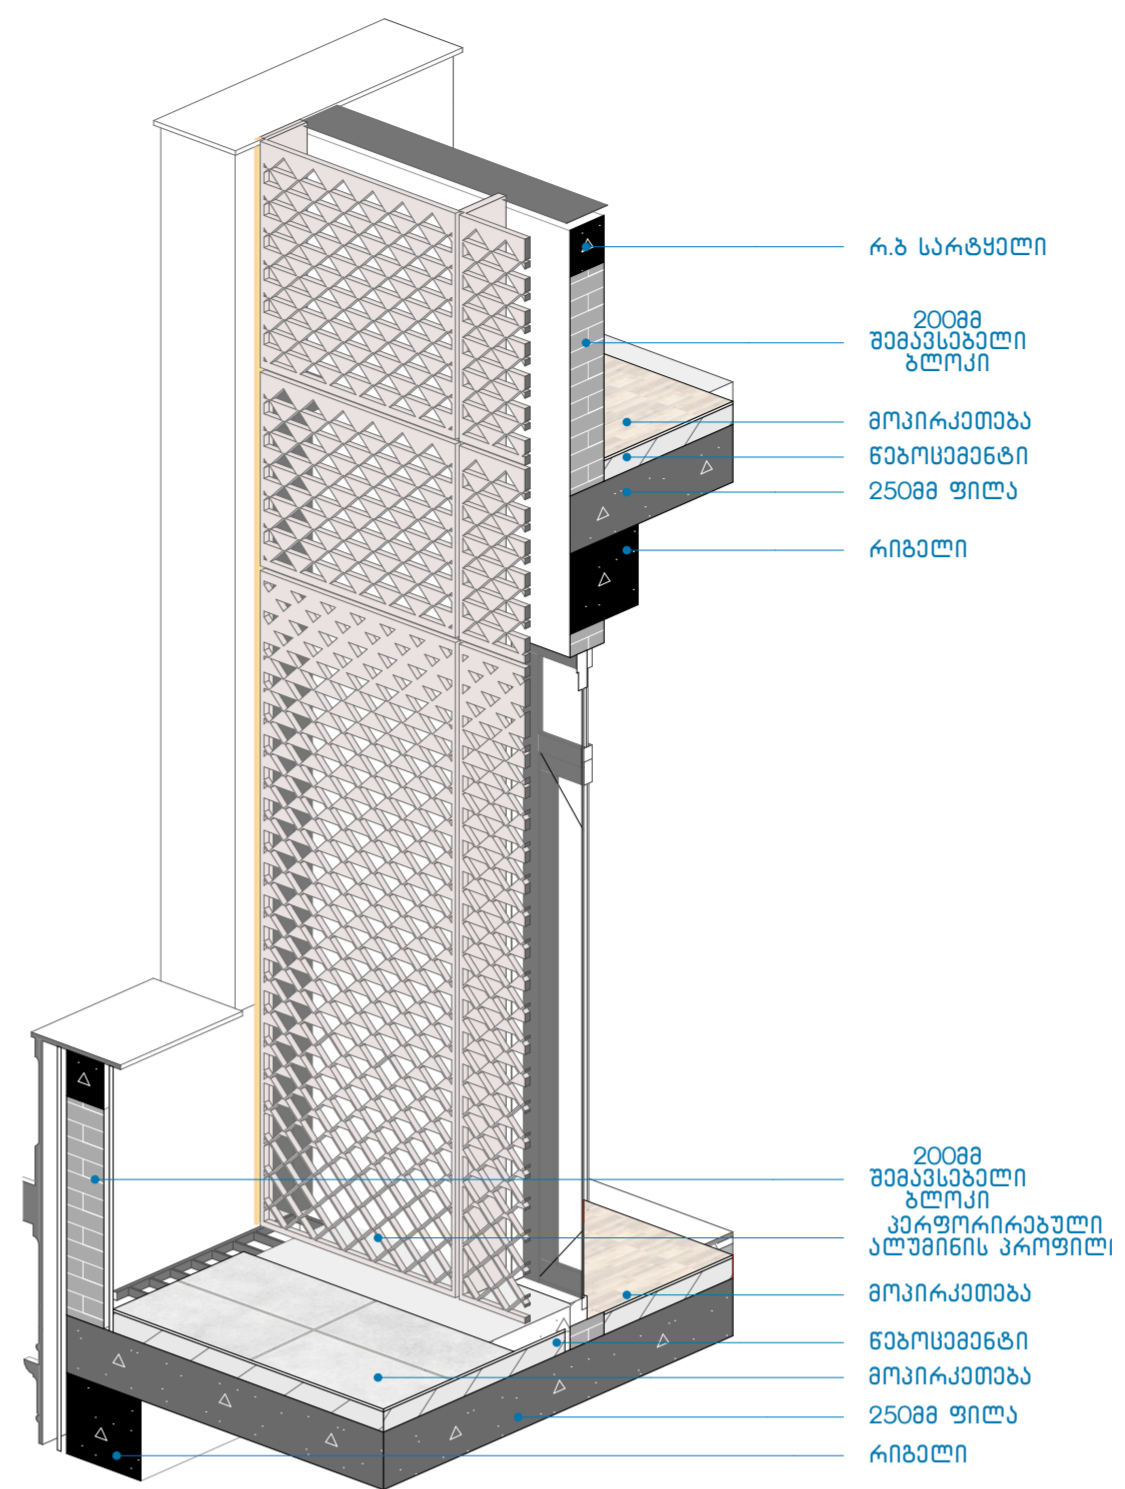 რ.ბ სარტყელი
200მმ
შემავსებელი
ბლოკი
მოპირკეთება
წებოცემენტი
250მმ ფილა
რიგელი
200მმ
შემავსებელი
ბლოკი
პერფორირებული
ალუმინის პროფილი
მოპირკეთება
წებოცემენტი
მოპირკეთება
250მმ ფილა
რიგელი